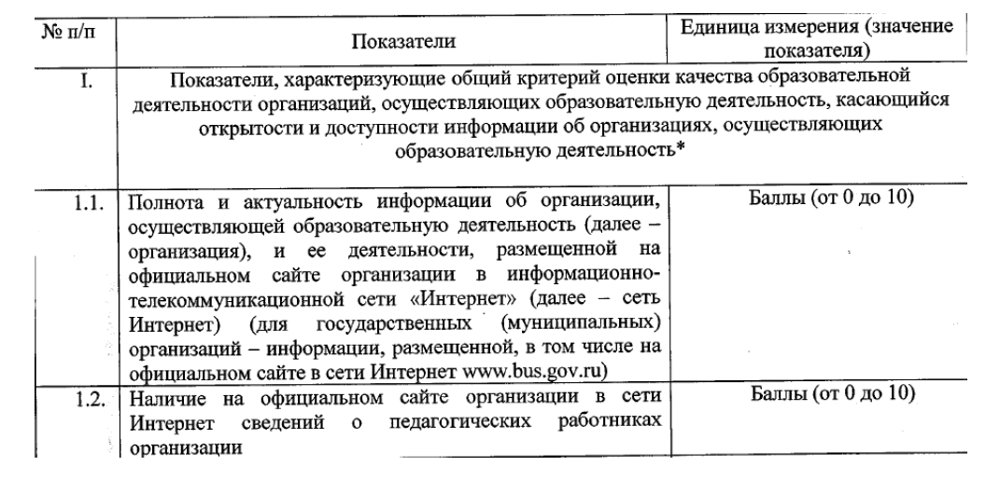 № п/п
Показатели
Единица измерения (значение
показателя)
I.
Показатели, характеризующие общий критерий оценки качества образовательной
деятельности организаций, осуществляющих образовательную деятельность, касающийся
открытости и доступности информации об организациях, осуществляющих
образовательную деятельность*
1.1.
Полнота и актуальность информации об организации,
осуществляющей образовательную деятельность (далее –
организация), и ее деятельности, размещенной на
официальном сайте организации в информационно-
телекоммуникационной сети «Интернет» (далее – сеть
Интернет) (для государственных (муниципальных)
организаций – информации, размещенной, в том числе на
официальном сайте в сети Интернет www.bus.gov.ru)
Баллы (от 0 до 10)
1.2.
Наличие на официальном сайте организации в сети
Интернет сведений о педагогических работниках
организации
Баллы (от 0 до 10)